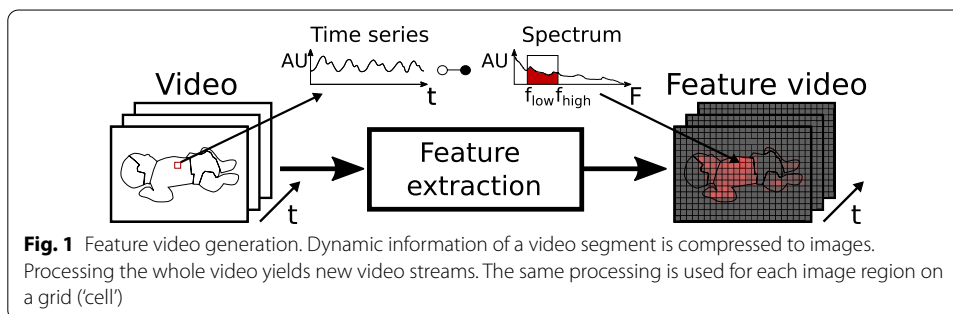 Time series
Spectrum
AU
t
AU
f_low f_high
F
Video
Feature video
Feature
extraction
t
t
Fig. 1 Feature video generation. Dynamic information of a video segment is compressed to images.
Processing the whole video yields new video streams. The same processing is used for each image region on
a grid (‘cell’)